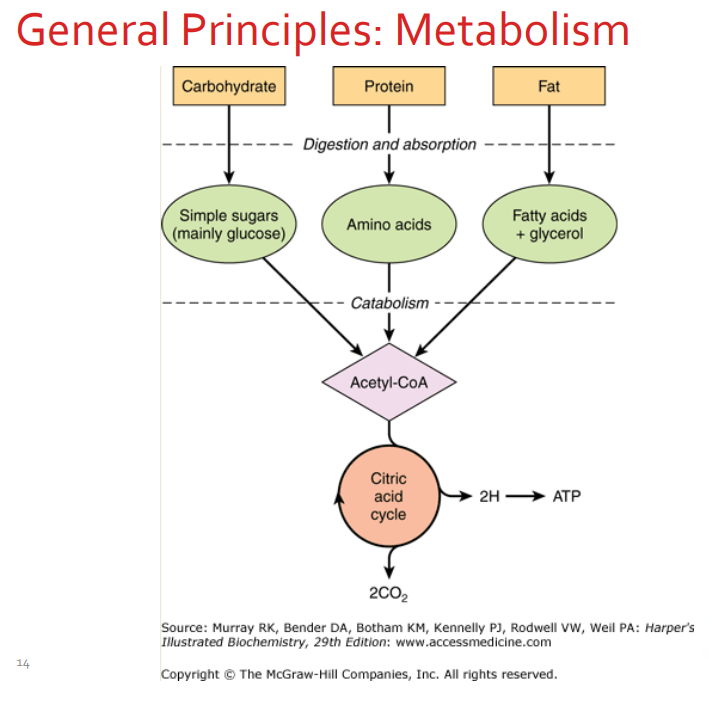 General Principles: Metabolism
Carbohydrate
Protein
Fat
Digestion and absorption
Simple sugars
(mainly glucose)
Amino acids
Fatty acids
+ glycerol
Catabolism
Acetyl-CoA
Citric
acid
cycle
2H
ATP
2CO₂
Source: Murray RK, Bender DA, Botham KM, Kennelly PJ, Rodwell VW, Weil PA: Harper's
Illustrated Biochemistry, 29th Edition: www.accessmedicine.com
14
Copyright © The McGraw-Hill Companies, Inc. All rights reserved.